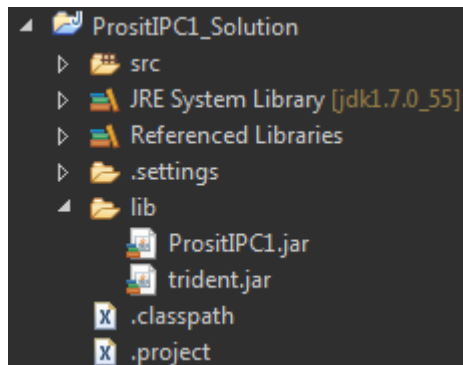 PrositIPC1_Solution
src
JRE System Library [jdk1.7.0_55]
Referenced Libraries
.settings
lib
PrositIPC1.jar
trident.jar
.classpath
.project